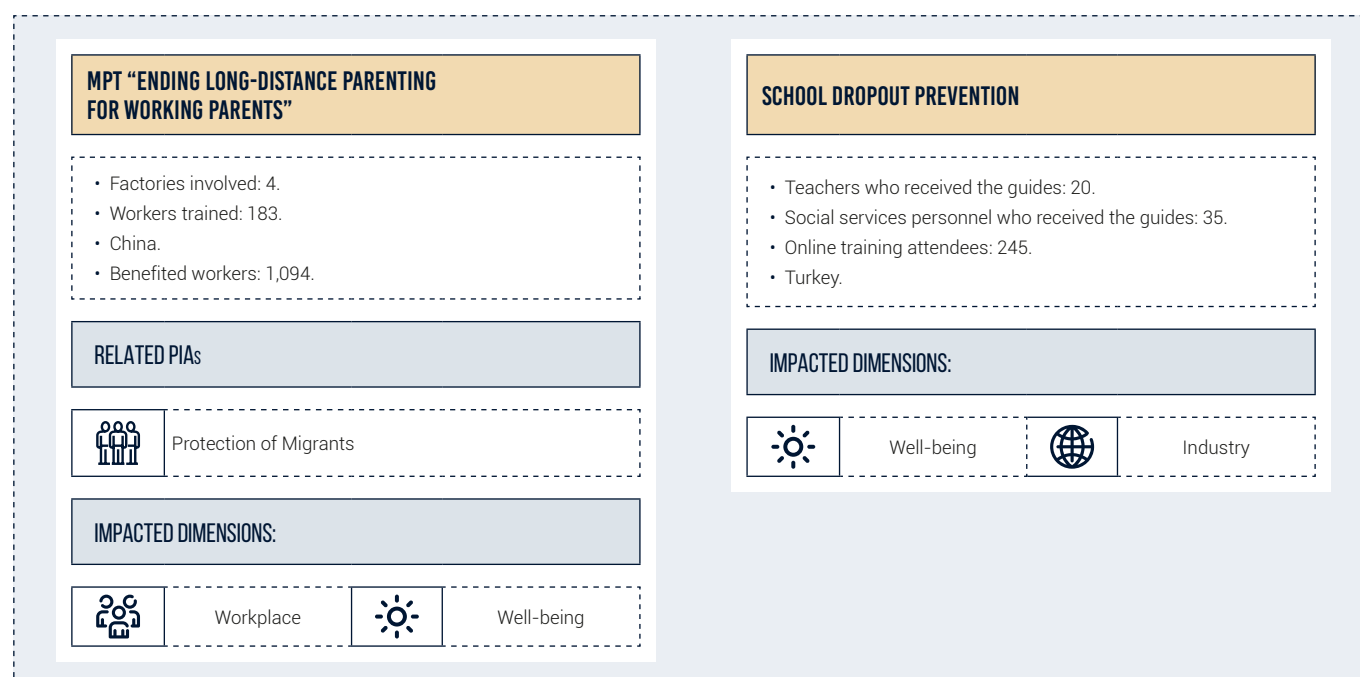 MPT “ENDING LONG-DISTANCE PARENTING
FOR WORKING PARENTS”
• Factories involved: 4.
• Workers trained: 183.
• China.
• Benefited workers: 1,094.
RELATED PIAs
Protection of Migrants
IMPACTED DIMENSIONS:
Workplace
Well-being
SCHOOL DROPOUT PREVENTION
• Teachers who received the guides: 20.
• Social services personnel who received the guides: 35.
• Online training attendees: 245.
• Turkey.
IMPACTED DIMENSIONS:
Well-being
Industry